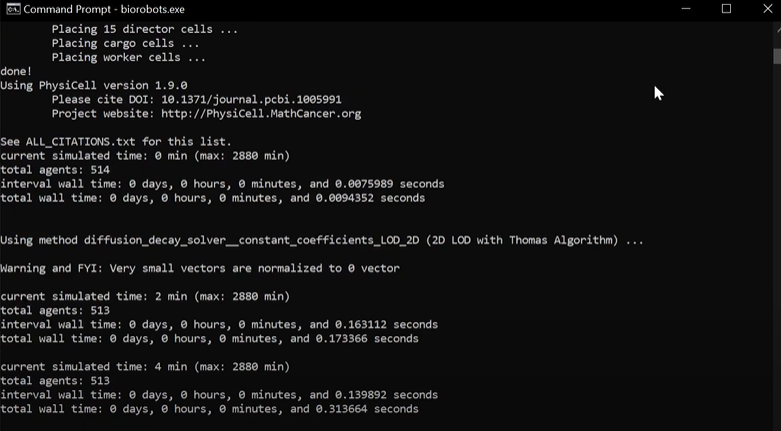 Command Prompt - biorobots.exe
Placing 15 director cells ...
Placing cargo cells ...
Placing worker cells ...
done!
Using PhysiCell version 1.9.0
Please cite DOI: 10.1371/journal.pcbi.1005991
Project website: http://PhysiCell.MathCancer.org
See ALL_CITATIONS.txt for this list.
current simulated time: 0 min (max: 2880 min)
total agents: 514
interval wall time: 0 days, 0 hours, 0 minutes, and 0.0075989 seconds
total wall time: 0 days, 0 hours, 0 minutes, and 0.0094352 seconds
Using method diffusion_decay_solver__constant_coefficients_LOD_2D (2D LOD with Thomas Algorithm) ...
Warning and FYI: Very small vectors are normalized to 0 vector
current simulated time: 2 min (max: 2880 min)
total agents: 513
interval wall time: 0 days, 0 hours, 0 minutes, and 0.163112 seconds
total wall time: 0 days, 0 hours, 0 minutes, and 0.173366 seconds
current simulated time: 4 min (max: 2880 min)
total agents: 513
interval wall time: 0 days, 0 hours, 0 minutes, and 0.139892 seconds
total wall time: 0 days, 0 hours, 0 minutes, and 0.313664 seconds